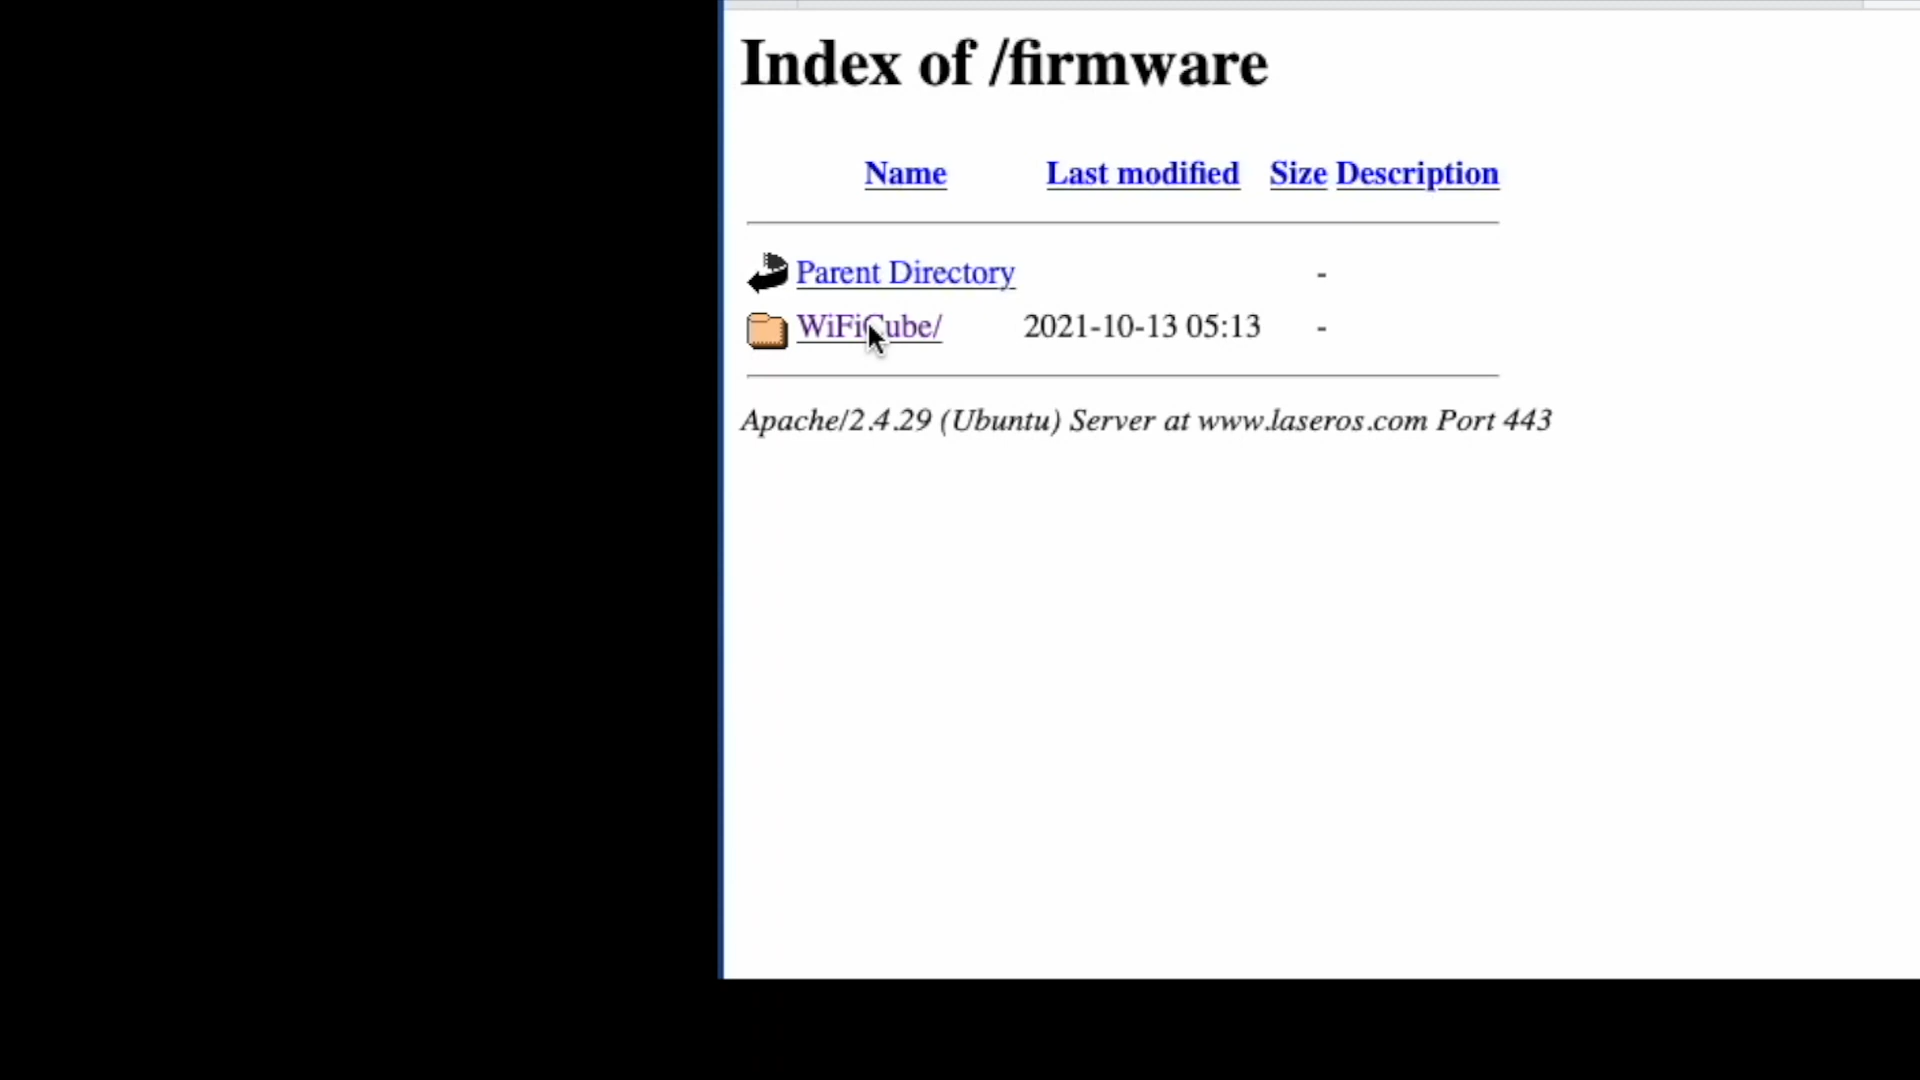 Index of /firmware
Name Last modified Size Description
Parent Directory -
WiFiCube/ 2021-10-13 05:13 -
Apache/2.4.29 (Ubuntu) Server at www.laseros.com Port 443